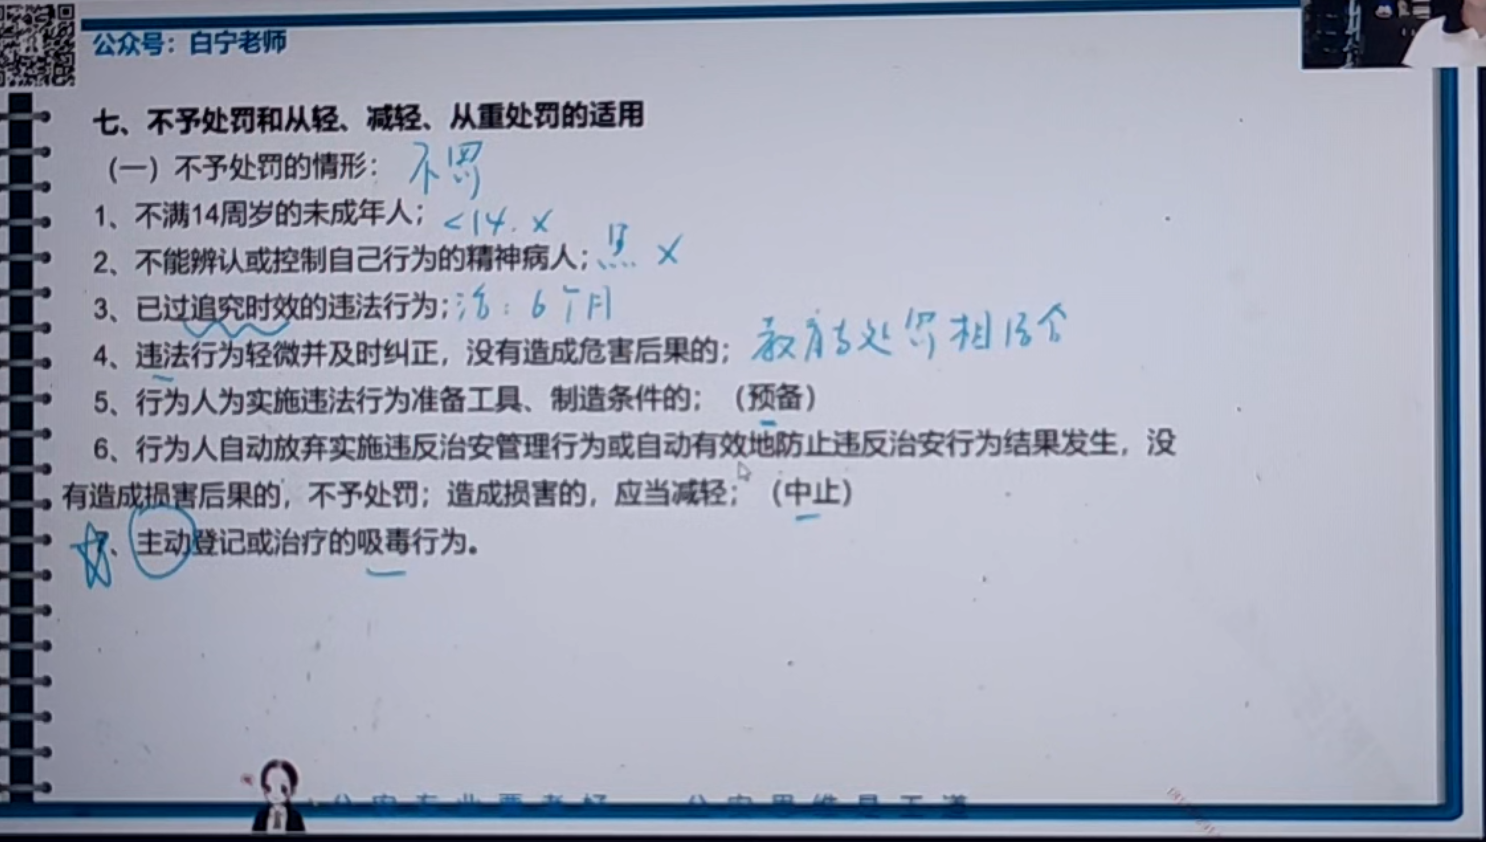 公众号：白宁老师
七、不予处罚和从轻、减轻、从重处罚的适用
（一）不予处罚的情形： 不罚
1、不满14周岁的未成年人； <14. x
2、不能辨认或控制自己行为的精神病人； x
3、已过追究时效的违法行为； 治：6个月
4、违法行为轻微并及时纠正，没有造成危害后果的； 教育与处罚相结合
5、行为人为实施违法行为准备工具、制造条件的；（预备）
6、行为人自动放弃实施违反治安管理行为或自动有效地防止违反治安行为结果发生，没
有造成损害后果的，不予处罚；造成损害的，应当减轻；（中止）
、主动登记或治疗的吸毒行为。